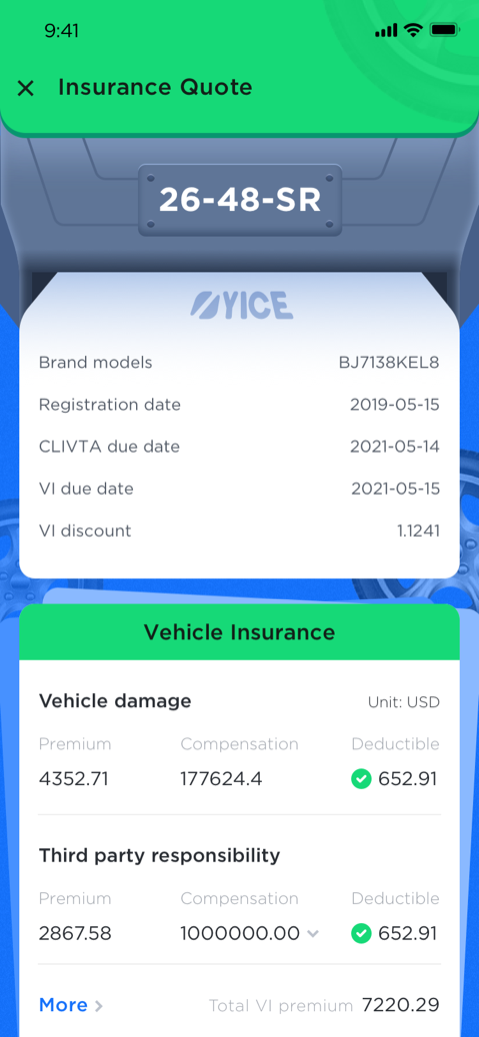 9:41
Insurance Quote
26-48-SR
YICE
Brand models BJ7138KEL8
Registration date 2019-05-15
CLIVTA due date 2021-05-14
VI due date 2021-05-15
VI discount 1.1241
Vehicle Insurance
Vehicle damage Unit: USD
Premium Compensation Deductible
4352.71 177624.4 652.91
Third party responsibility
Premium Compensation Deductible
2867.58 1000000.00 652.91
More Total VI premium 7220.29